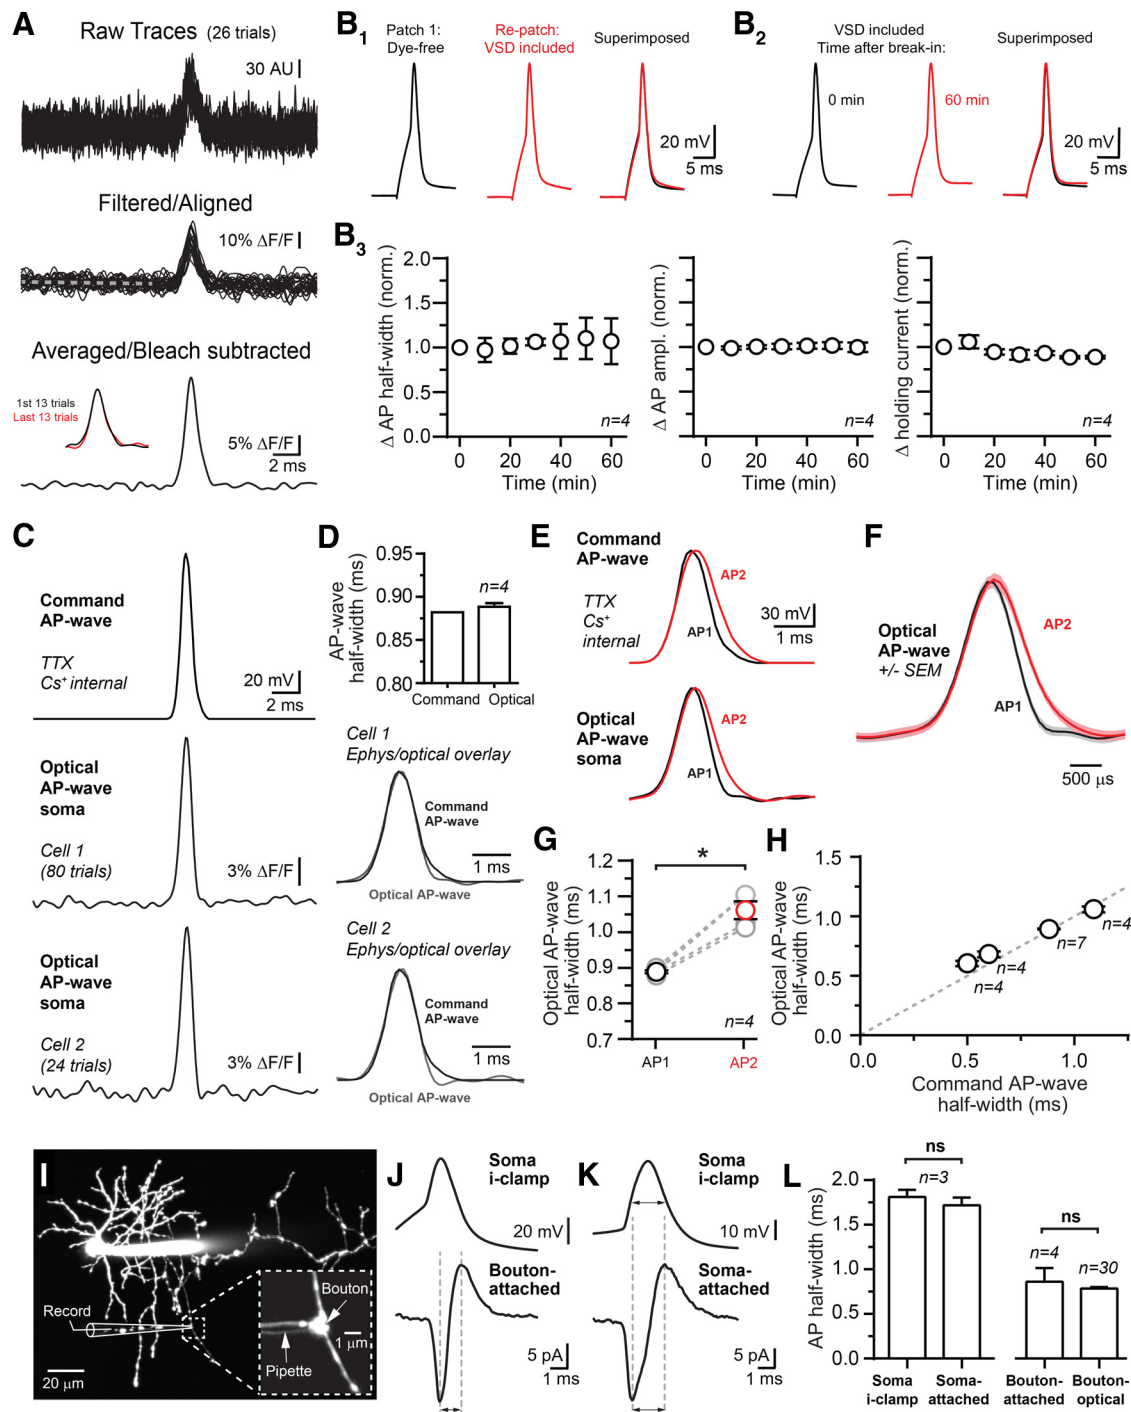 A
Raw Traces (26 trials)
30 AU
Filtered/Aligned
10% ΔF/F
Averaged/Bleach subtracted
1st 13 trials
Last 13 trials
5% ΔF/F
2 ms
B1
Patch 1:
Dye-free
Re-patch:
VSD included
Superimposed
20 mV
5 ms
B2
VSD included
Time after break-in:
0 min
60 min
Superimposed
20 mV
5 ms
B3
Δ AP half-width (norm.)
2.0
1.5
1.0
0.5
0.0
n=4
0 20 40 60
Time (min)
Δ AP ampl. (norm.)
n=4
0 20 40 60
Time (min)
Δ holding current (norm.)
n=4
0 20 40 60
Time (min)
C
Command
AP-wave
TTX
Cs+ internal
20 mV
2 ms
Optical
AP-wave
soma
Cell 1
(80 trials)
3% ΔF/F
Optical
AP-wave
soma
Cell 2
(24 trials)
3% ΔF/F
D
AP-wave
half-width (ms)
0.95
0.90
0.85
0.80
n=4
Command Optical
Cell 1
Ephys/optical overlay
Command
AP-wave
1 ms
Optical AP-wave
Cell 2
Ephys/optical overlay
Command
AP-wave
1 ms
Optical AP-wave
E
Command
AP-wave
TTX
Cs+
internal
AP2
AP1
30 mV
1 ms
Optical
AP-wave
soma
AP2
AP1
F
Optical
AP-wave
+/- SEM
AP2
AP1
500 µs
G
Optical AP-wave
half-width (ms)
1.2
1.1
1.0
0.9
0.8
0.7
*
n=4
AP1 AP2
H
Optical AP-wave
half-width (ms)
1.5
1.0
0.5
0.0
n=4
n=4
n=7
n=4
0.0 0.5 1.0
Command AP-wave
half-width (ms)
I
Record
20 µm
Bouton
1 µm
Pipette
J
Soma
i-clamp
20 mV
Bouton-
attached
5 pA
1 ms
K
Soma
i-clamp
10 mV
Soma-
attached
5 pA
1 ms
L
AP half-width (ms)
2.0
1.5
1.0
0.5
0.0
ns
n=3
ns
n=4
n=30
Soma
i-clamp
Soma-
attached
Bouton-
attached
Bouton-
optical